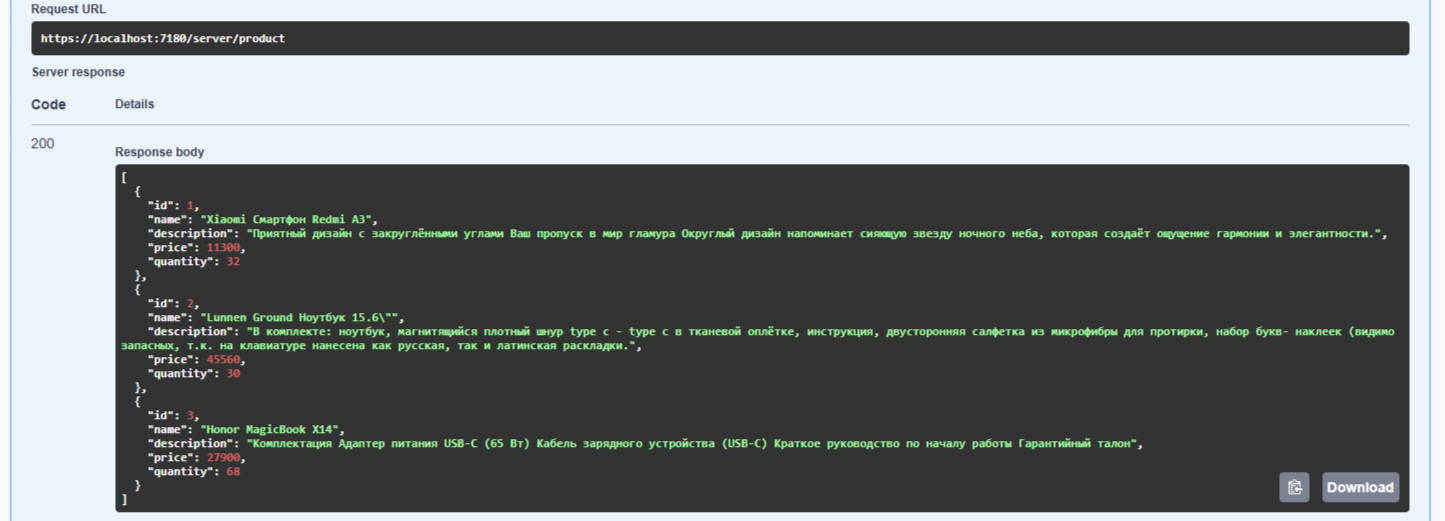 Request URL
https://localhost:7180/server/product
Server response
Code Details
200
Response body
[
{
"id": 1,
"name": "Xiaomi Смартфон Redmi A3",
"description": "Приятный дизайн с закруглёнными углами Ваш пропуск в мир гламура Округлый дизайн напоминает сияющую звезду ночного неба, которая создаёт ощущение гармонии и элегантности.",
"price": 11300,
"quantity": 32
},
{
"id": 2,
"name": "Lunnen Ground Ноутбук 15.6\"",
"description": "В комплекте: ноутбук, магнитящийся плотный шнур type c - type c в тканевой оплётке, инструкция, двусторонняя салфетка из микрофибры для протирки, набор букв- наклеек (видимо
запасных, т.к. на клавиатуре нанесена как русская, так и латинская раскладки.",
"price": 45560,
"quantity": 30
},
{
"id": 3,
"name": "Honor MagicBook X14",
"description": "Комплектация Адаптер питания USB-C (65 Вт) Кабель зарядного устройства (USB-C) Краткое руководство по началу работы Гарантийный талон",
"price": 27900,
"quantity": 68
}
]
Download